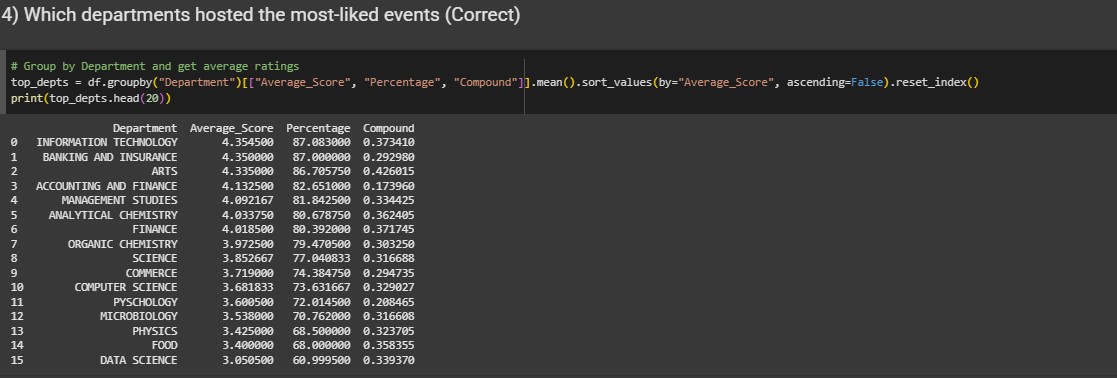 4) Which departments hosted the most-liked events (Correct)
# Group by Department and get average ratings
top_depts = df.groupby("Department")[["Average_Score", "Percentage", "Compound"]].mean().sort_values(by="Average_Score", ascending=False).reset_index()
print(top_depts.head(20))
Department Average_Score Percentage Compound
0 INFORMATION TECHNOLOGY 4.354500 87.083000 0.373410
1 BANKING AND INSURANCE 4.350000 87.000000 0.292980
2 ARTS 4.335000 86.705750 0.426015
3 ACCOUNTING AND FINANCE 4.132500 82.651000 0.173960
4 MANAGEMENT STUDIES 4.092167 81.842500 0.334425
5 ANALYTICAL CHEMISTRY 4.033750 80.678750 0.362405
6 FINANCE 4.018500 80.392000 0.371745
7 ORGANIC CHEMISTRY 3.972500 79.470500 0.303250
8 SCIENCE 3.852667 77.040833 0.316688
9 COMMERCE 3.719000 74.384750 0.294735
10 COMPUTER SCIENCE 3.681833 73.631667 0.329027
11 PYSCHOLOGY 3.600500 72.014500 0.208465
12 MICROBIOLOGY 3.538000 70.762000 0.316608
13 PHYSICS 3.425000 68.500000 0.323705
14 FOOD 3.400000 68.000000 0.358355
15 DATA SCIENCE 3.050500 60.999500 0.339370